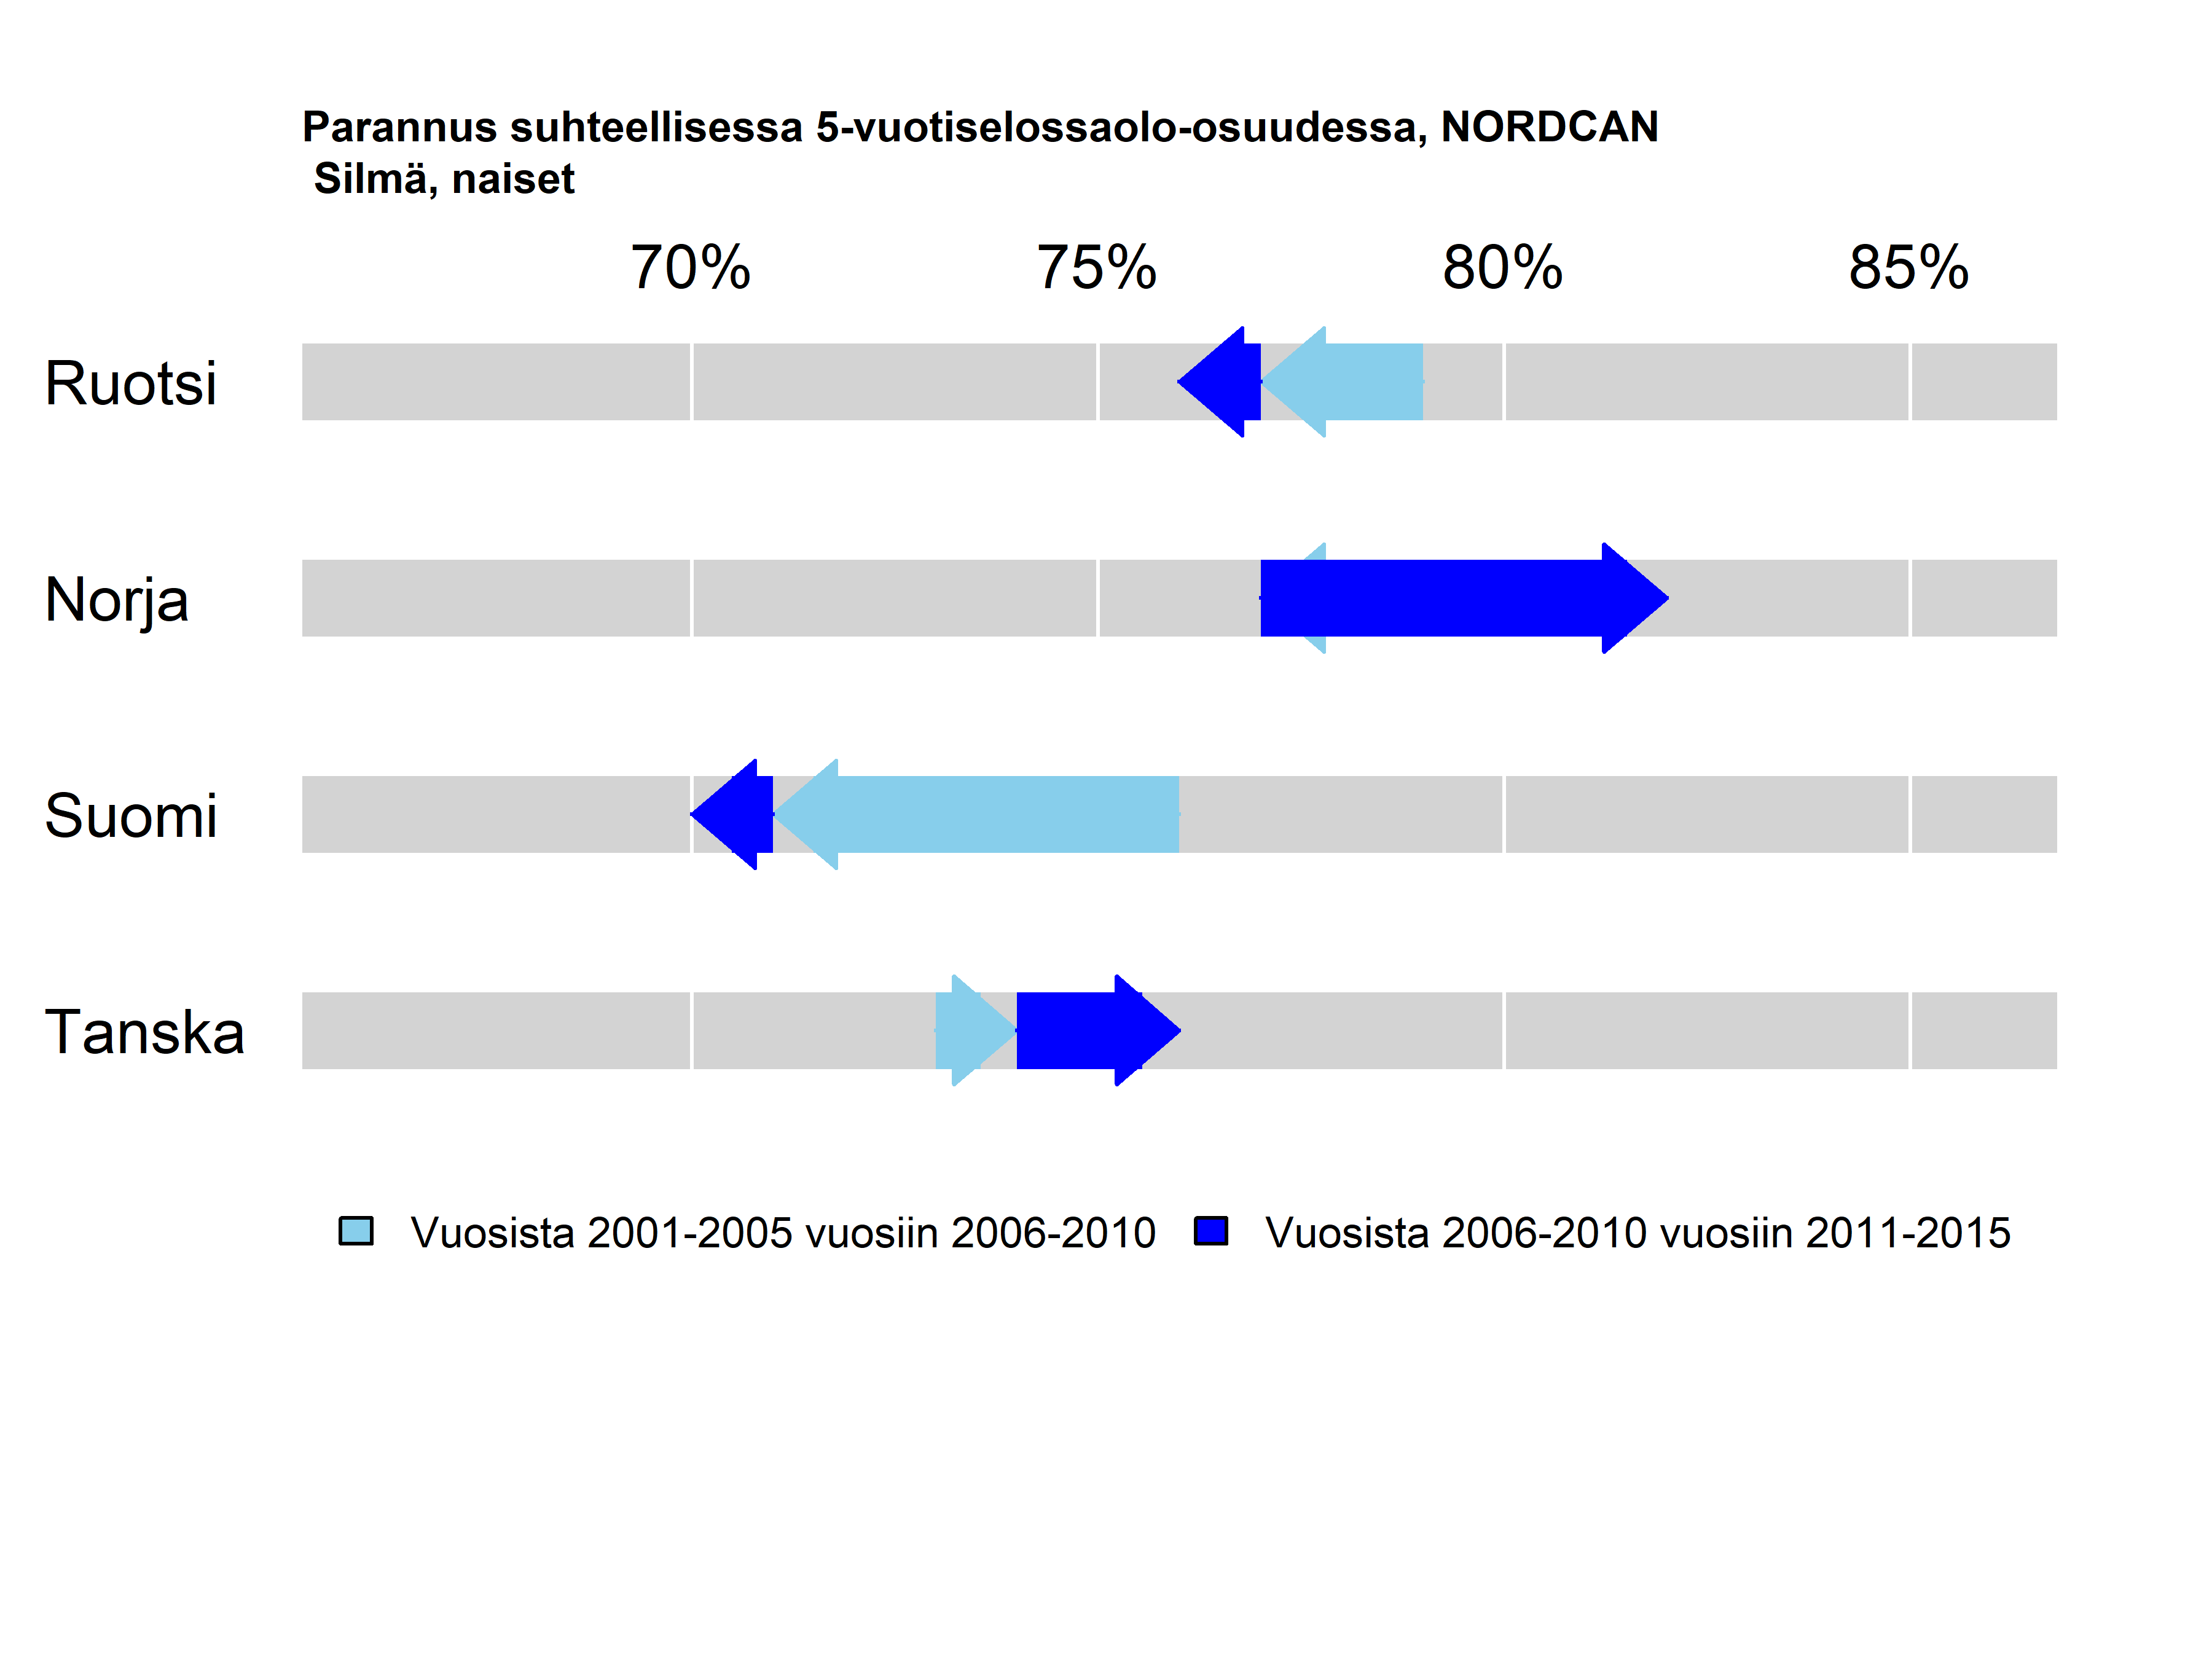 Parannus suhteellisessa 5-vuotiselossaolo-osuudessa, NORDCAN
Silmä, naiset
70% 75% 80% 85%
Ruotsi
Norja
Suomi
Tanska
Vuosista 2001-2005 vuosiin 2006-2010 Vuosista 2006-2010 vuosiin 2011-2015